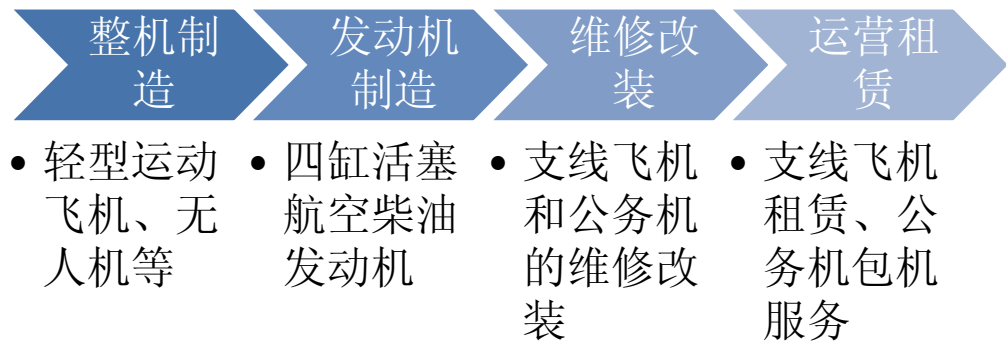 整机制
造
发动机
制造
维修改
装
运营租
赁
• 轻型运动
飞机、无
人机等
• 四缸活塞
航空柴油
发动机
• 支线飞机
和公务机
的维修改
装
• 支线飞机
租赁、公
务机包机
服务